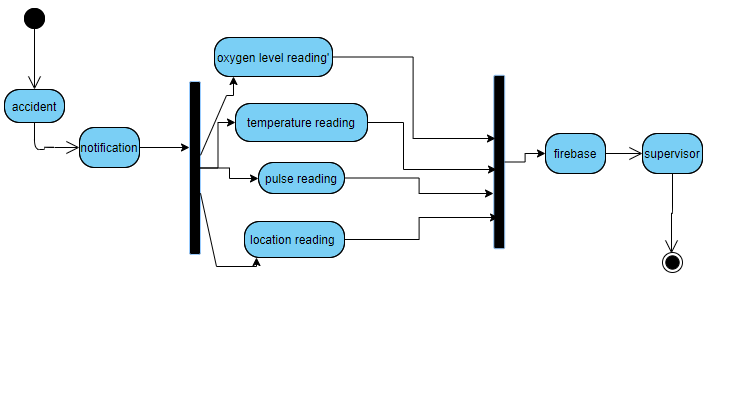 oxygen level reading'
accident
temperature reading
notification
firebase
supervisor
pulse reading
location reading